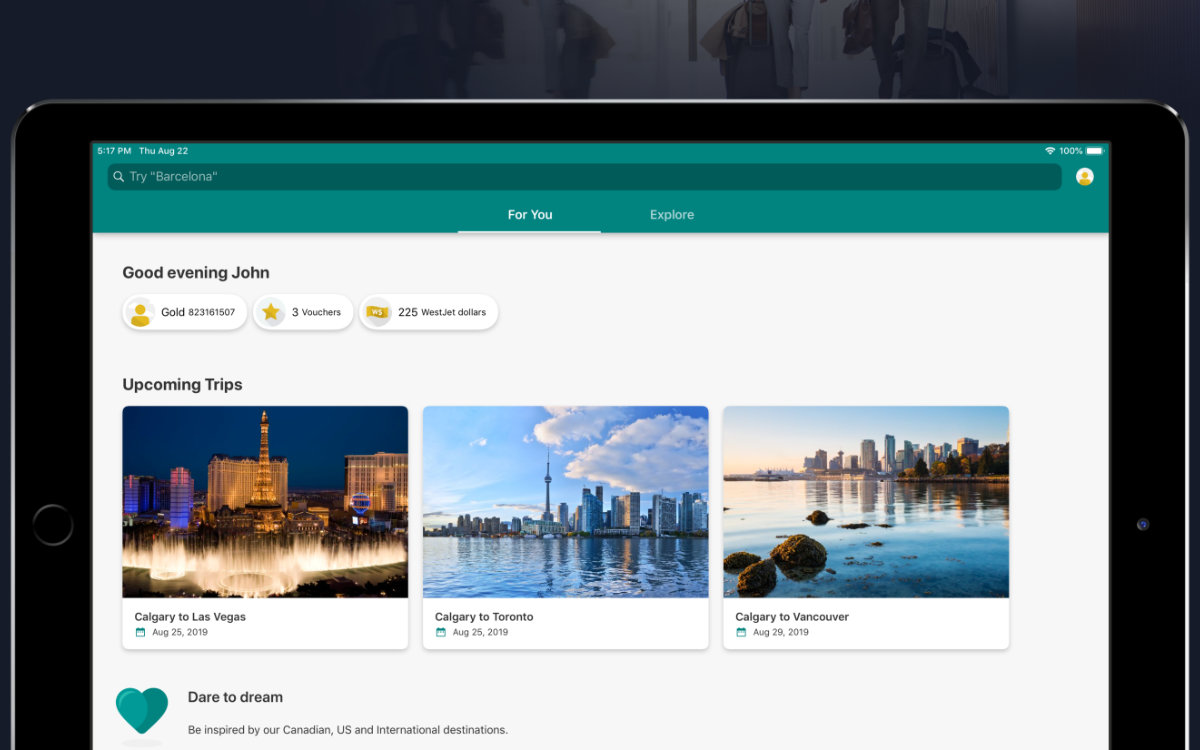 5:17 PM Thu Aug 22
100%
Try "Barcelona"
For You
Explore
Good evening John
Gold 823161507
3 Vouchers
WS
225 WestJet dollars
Upcoming Trips
Calgary to Las Vegas
Aug 25, 2019
Calgary to Toronto
Aug 25, 2019
Calgary to Vancouver
Aug 29, 2019
Dare to dream
Be inspired by our Canadian, US and International destinations.